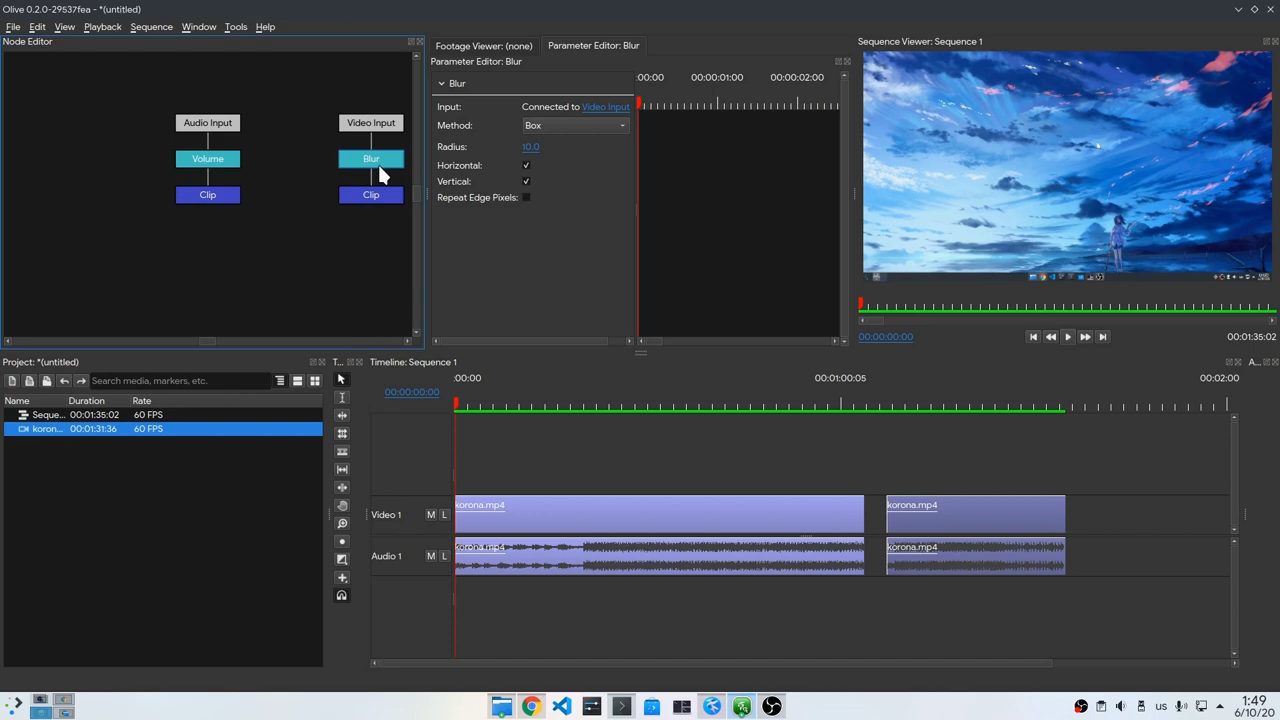 Olive 0.2.0-29537fea - *(untitled)
File Edit View Playback Sequence Window Tools Help
Node Editor
Audio Input
Video Input
Volume
Blur
Clip
Clip
Footage Viewer: (none)
Parameter Editor: Blur
Parameter Editor: Blur
Blur
Input: Connected to Video Input
Method: Box
Radius: 10.0
Horizontal:
Vertical:
Repeat Edge Pixels:
:00:00 00:00:01:00 00:00:02:00
Sequence Viewer: Sequence 1
00:00:00:00
00:01:35:02
Project: *(untitled)
Search media, markers, etc.
Name Duration Rate
Seque... 00:01:35:02 60 FPS
koron... 00:01:31:36 60 FPS
T...
Timeline: Sequence 1
A...
00:00:00:00
:00:00 00:01:00:05 00:02:00
Video 1 M L
korona.mp4
korona.mp4
Audio 1 M L
korona.mp4
korona.mp4
us
1:49
6/10/20